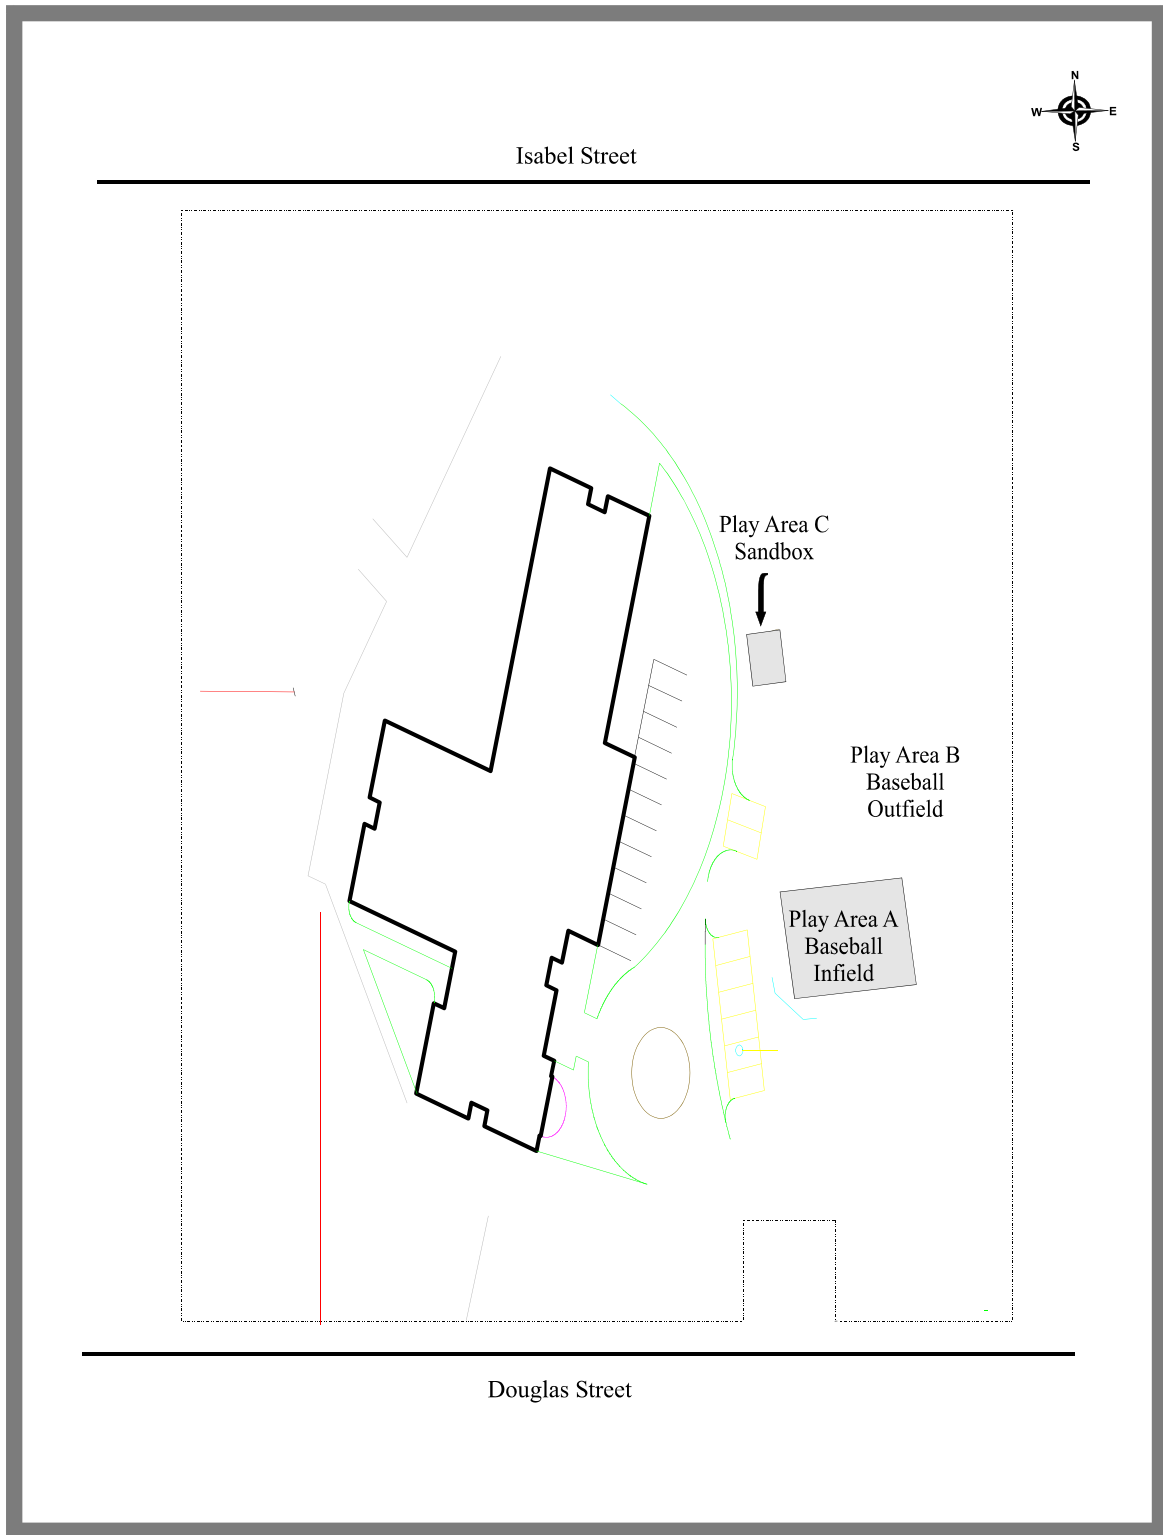 N
W E
S
Isabel Street
Play Area C
Sandbox
Play Area B
Baseball
Outfield
Play Area A
Baseball
Infield
Douglas Street